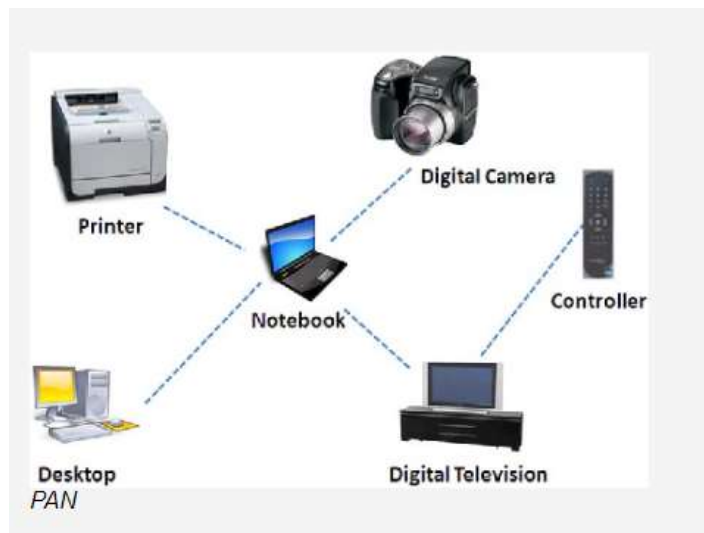 Digital Camera
Printer
Controller
Notebook
Desktop
Digital Television
PAN